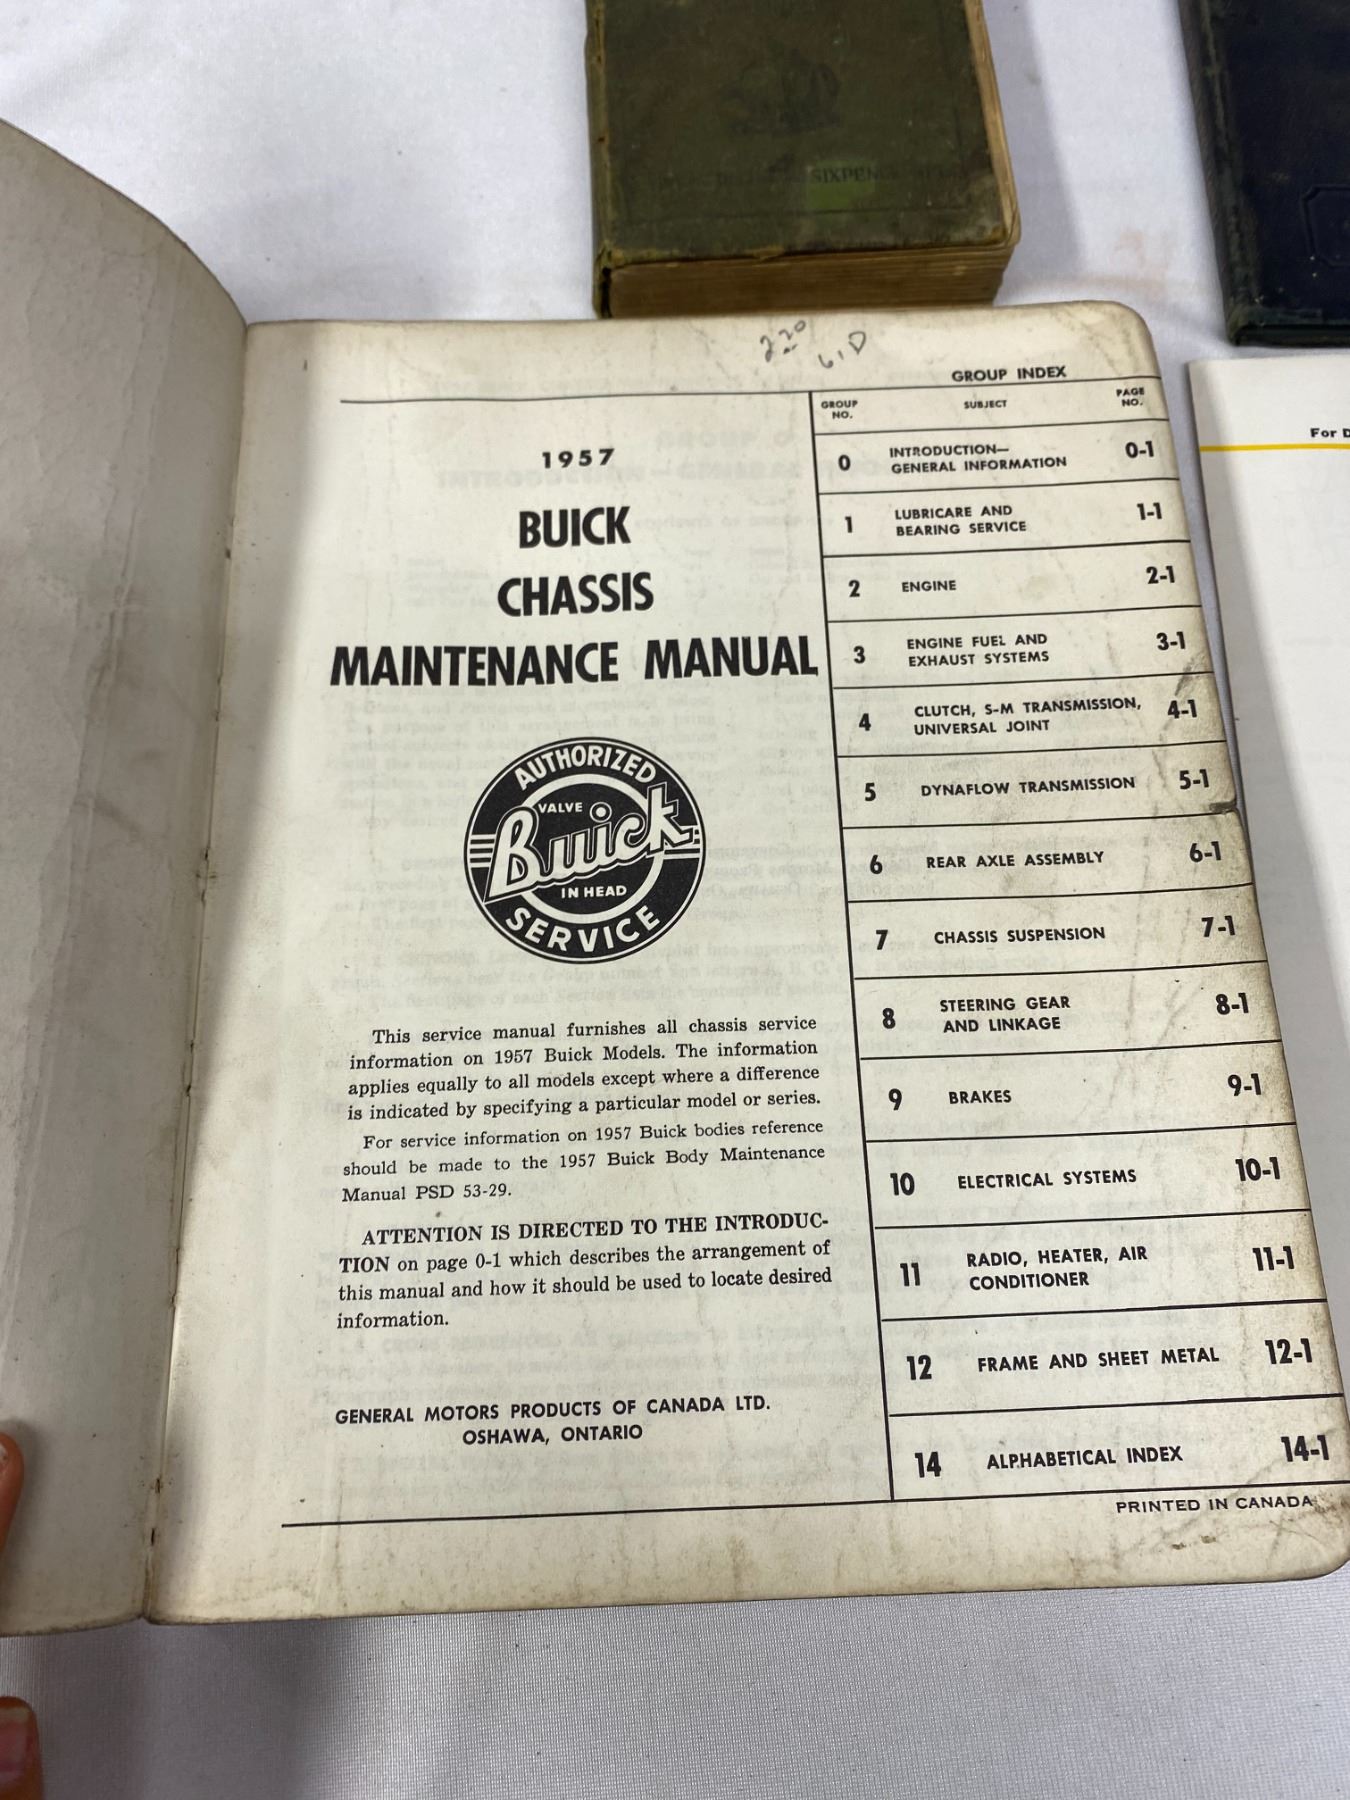 SIXPENCE
2 20
61D
For D
1957
BUICK
CHASSIS
MAINTENANCE MANUAL
AUTHORIZED
VALVE
Buick
IN HEAD
SERVICE
This service manual furnishes all chassis service
information on 1957 Buick Models. The information
applies equally to all models except where a difference
is indicated by specifying a particular model or series.
For service information on 1957 Buick bodies reference
should be made to the 1957 Buick Body Maintenance
Manual PSD 53-29.
ATTENTION IS DIRECTED TO THE INTRODUC-
TION on page 0-1 which describes the arrangement of
this manual and how it should be used to locate desired
information.
GENERAL MOTORS PRODUCTS OF CANADA LTD.
OSHAWA, ONTARIO
GROUP INDEX
GROUP NO. SUBJECT PAGE NO.
0 INTRODUCTION— 0-1
GENERAL INFORMATION
1 LUBRICARE AND 1-1
BEARING SERVICE
2 ENGINE 2-1
3 ENGINE FUEL AND 3-1
EXHAUST SYSTEMS
4 CLUTCH, S-M TRANSMISSION, 4-1
UNIVERSAL JOINT
5 DYNAFLOW TRANSMISSION 5-1
6 REAR AXLE ASSEMBLY 6-1
7 CHASSIS SUSPENSION 7-1
8 STEERING GEAR 8-1
AND LINKAGE
9 BRAKES 9-1
10 ELECTRICAL SYSTEMS 10-1
11 RADIO, HEATER, AIR 11-1
CONDITIONER
12 FRAME AND SHEET METAL 12-1
14 ALPHABETICAL INDEX 14-1
PRINTED IN CANADA